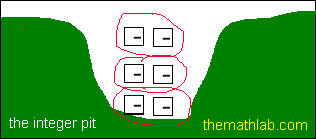 - -
- -
- -
the integer pit
themathlab.com